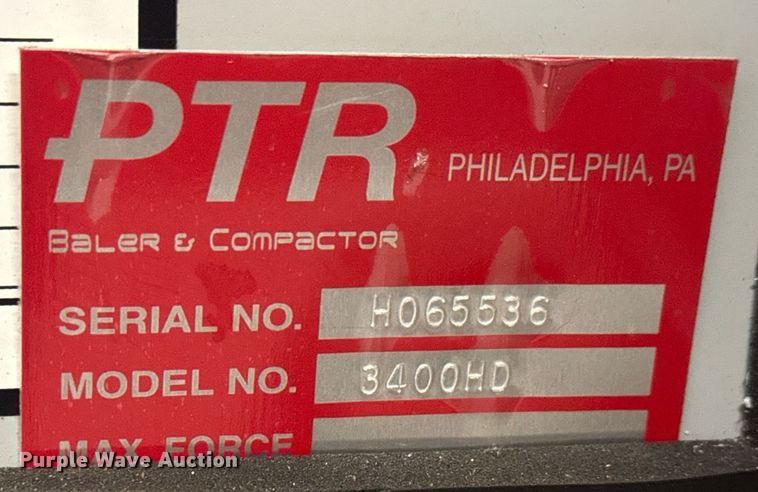 PTR
PHILADELPHIA, PA
BALER & COMPACTOR
SERIAL NO. H065536
MODEL NO. 3400HD
MAX. FORCE
Purple Wave Auction